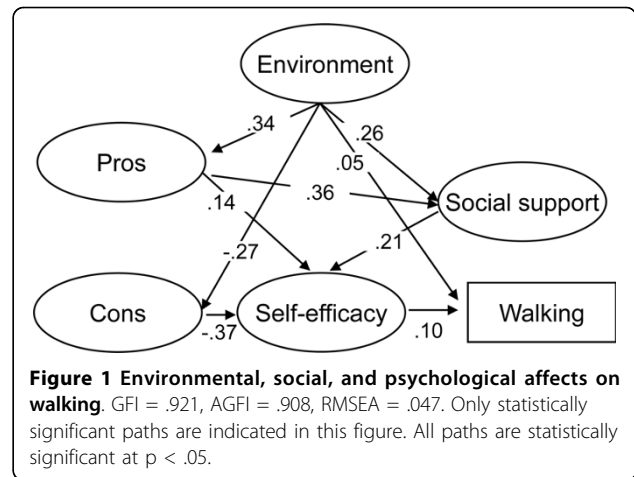 Environment
.34
.26
Pros
.05
.36
.14
Social support
-.27
.21
Cons
Self-efficacy
Walking
-.37
.10
Figure 1 Environmental, social, and psychological affects on
walking. GFI = .921, AGFI = .908, RMSEA = .047. Only statistically
significant paths are indicated in this figure. All paths are statistically
significant at p < .05.